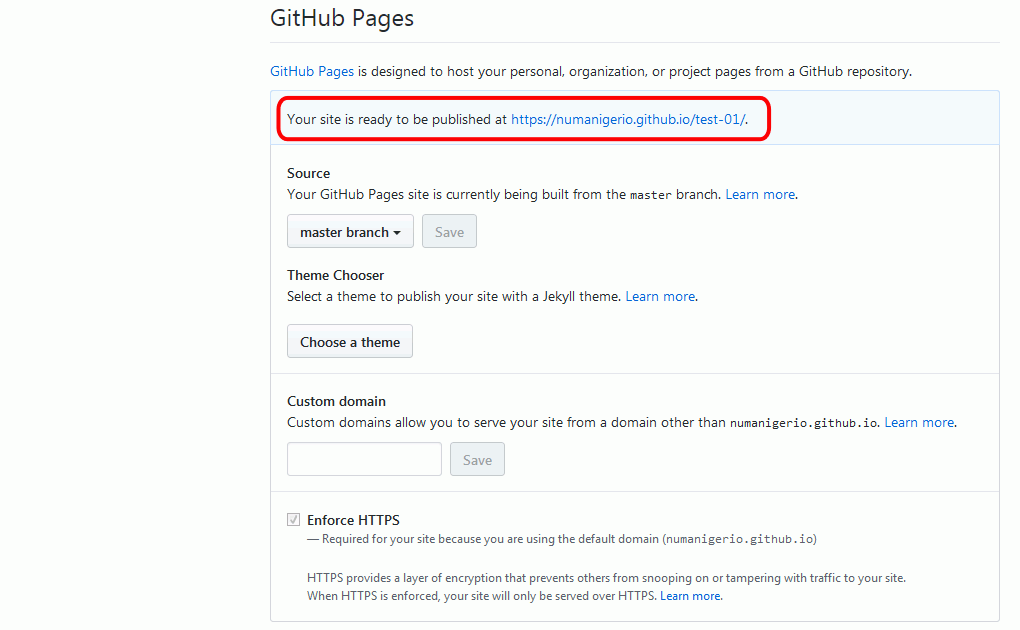 GitHub Pages
GitHub Pages is designed to host your personal, organization, or project pages from a GitHub repository.
Your site is ready to be published at https://numanigerio.github.io/test-01/.
Source
Your GitHub Pages site is currently being built from the master branch. Learn more.
master branch Save
Theme Chooser
Select a theme to publish your site with a Jekyll theme. Learn more.
Choose a theme
Custom domain
Custom domains allow you to serve your site from a domain other than numanigerio.github.io. Learn more.
Save
Enforce HTTPS
— Required for your site because you are using the default domain (numanigerio.github.io)
HTTPS provides a layer of encryption that prevents others from snooping on or tampering with traffic to your site.
When HTTPS is enforced, your site will only be served over HTTPS. Learn more.